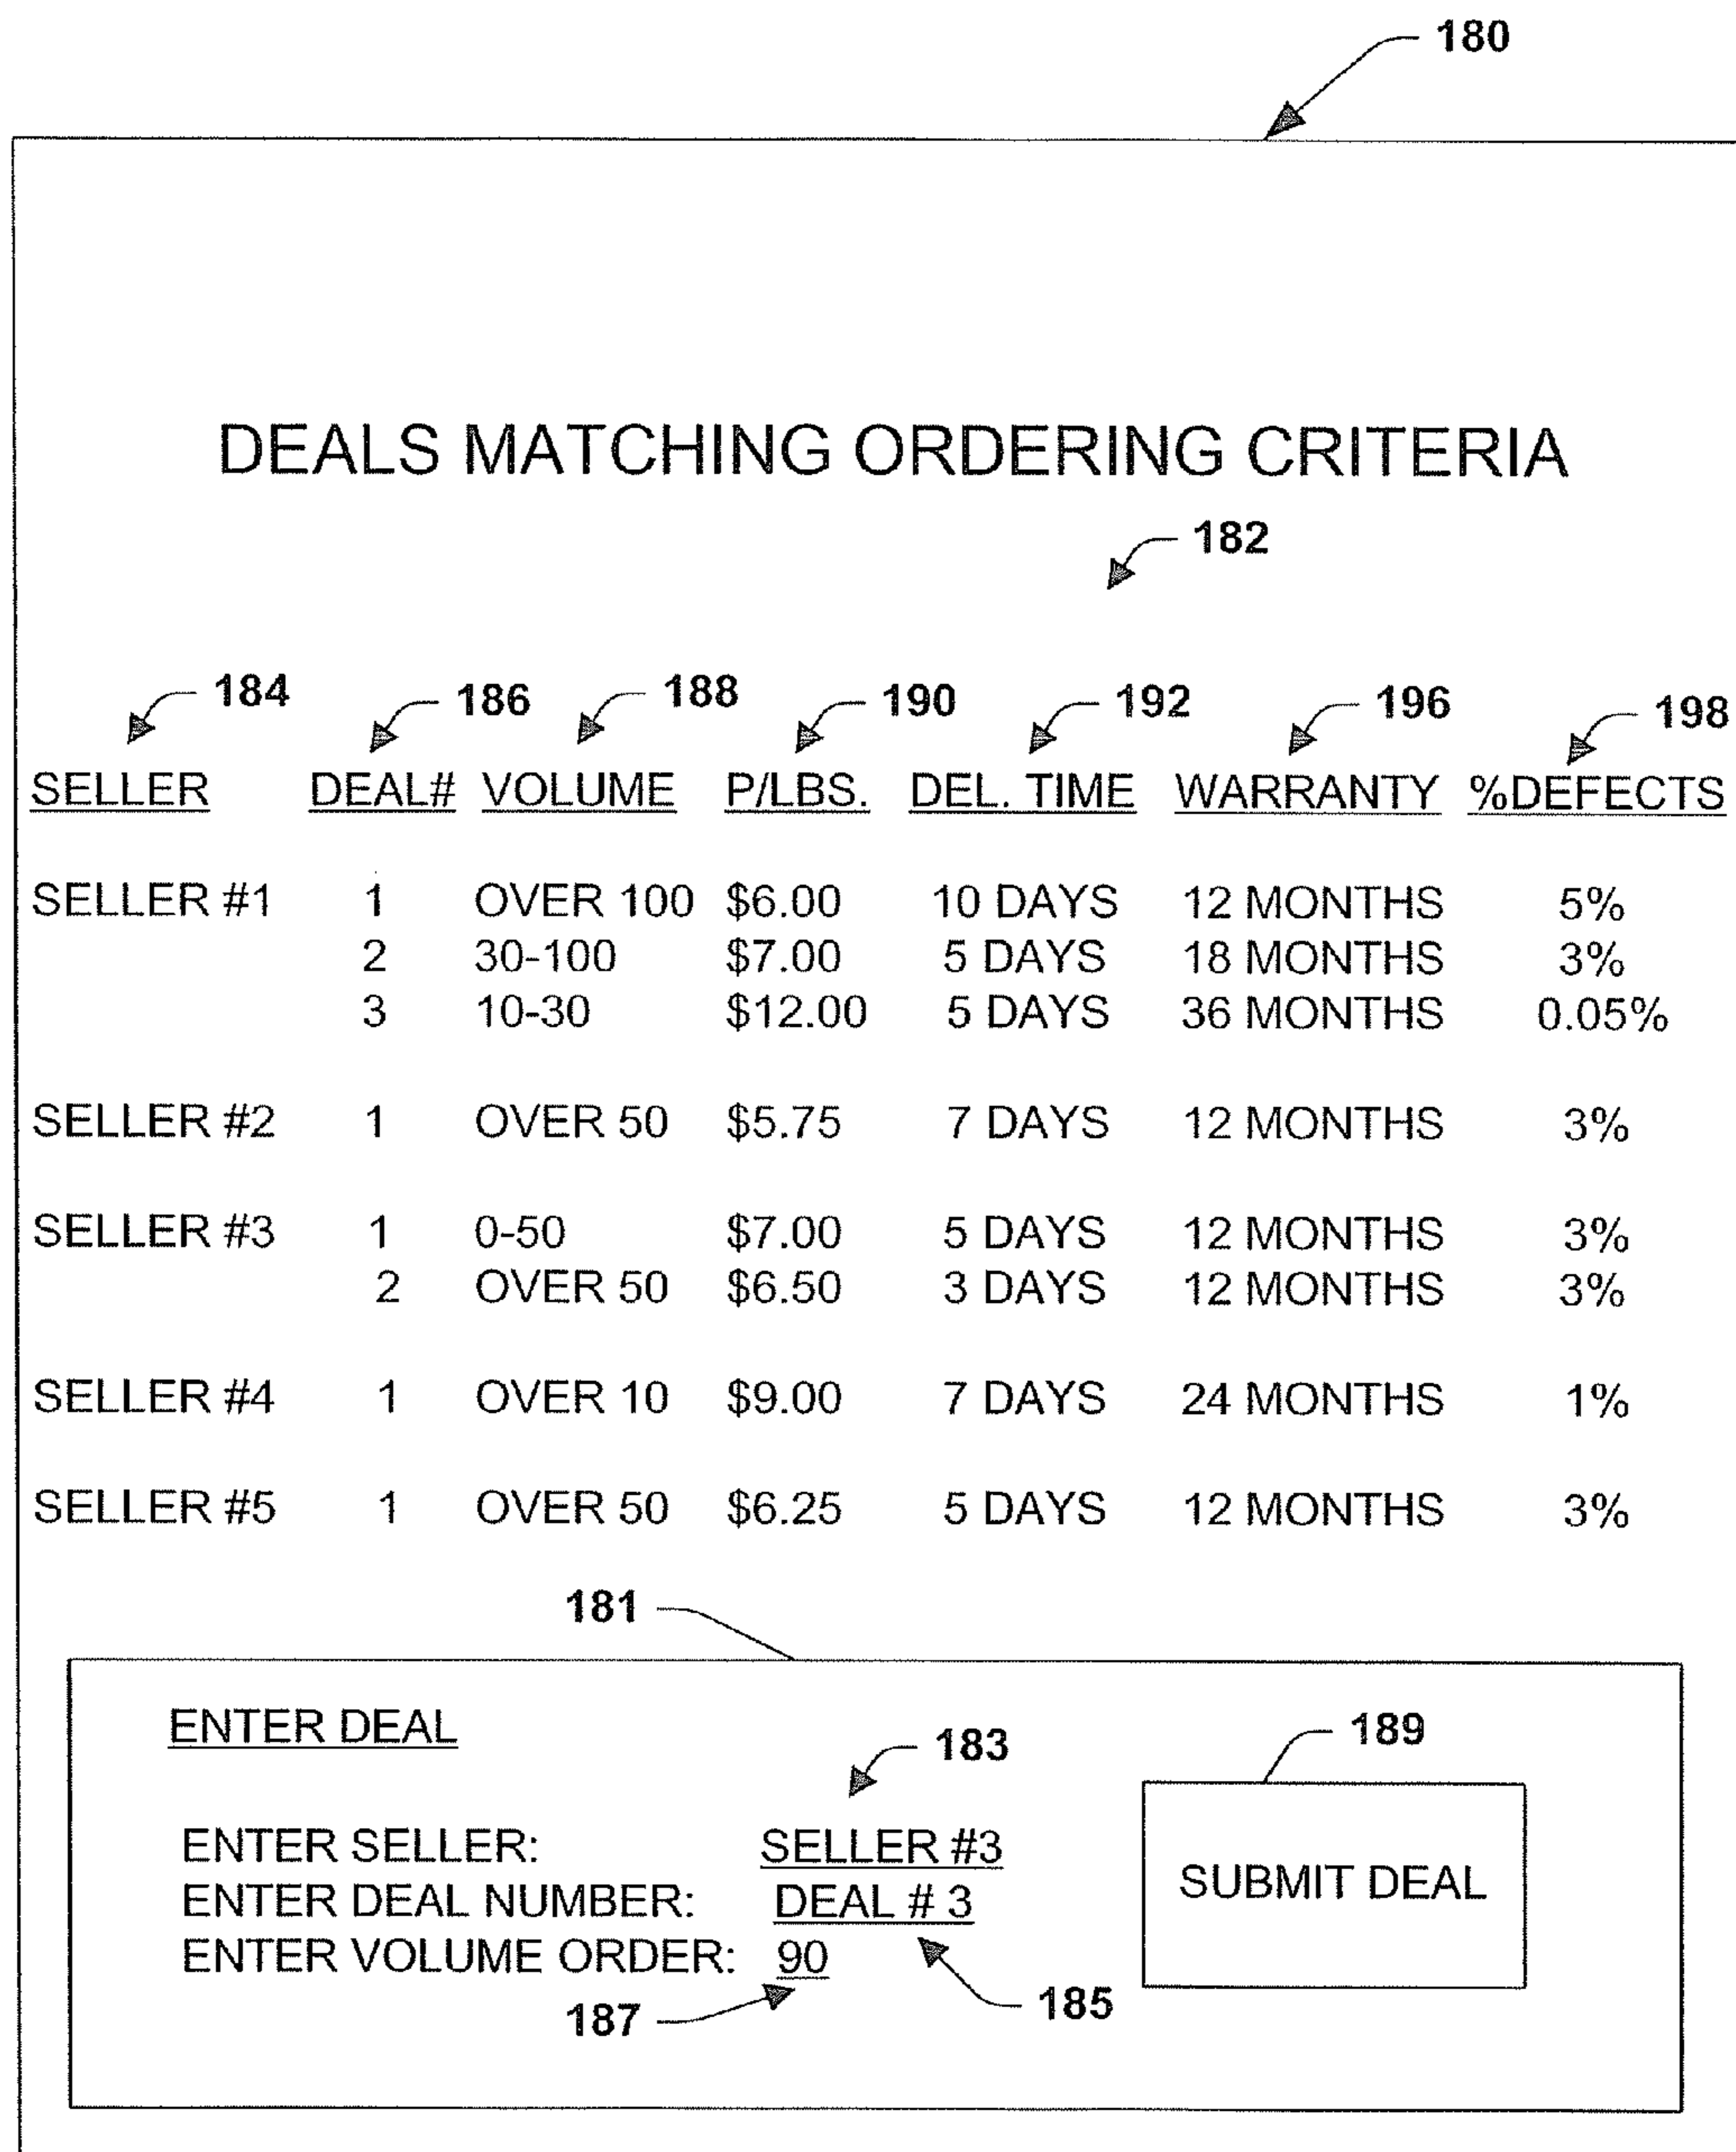 180
DEALS MATCHING ORDERING CRITERIA
182
184 186 188 190 192 196 198
SELLER DEAL# VOLUME P/LBS. DEL. TIME WARRANTY %DEFECTS
SELLER #1 1 OVER 100 $6.00 10 DAYS 12 MONTHS 5%
2 30-100 $7.00 5 DAYS 18 MONTHS 3%
3 10-30 $12.00 5 DAYS 36 MONTHS 0.05%
SELLER #2 1 OVER 50 $5.75 7 DAYS 12 MONTHS 3%
SELLER #3 1 0-50 $7.00 5 DAYS 12 MONTHS 3%
2 OVER 50 $6.50 3 DAYS 12 MONTHS 3%
SELLER #4 1 OVER 10 $9.00 7 DAYS 24 MONTHS 1%
SELLER #5 1 OVER 50 $6.25 5 DAYS 12 MONTHS 3%
181
ENTER DEAL
183
189
ENTER SELLER: SELLER #3
ENTER DEAL NUMBER: DEAL # 3
SUBMIT DEAL
ENTER VOLUME ORDER: 90
187
185